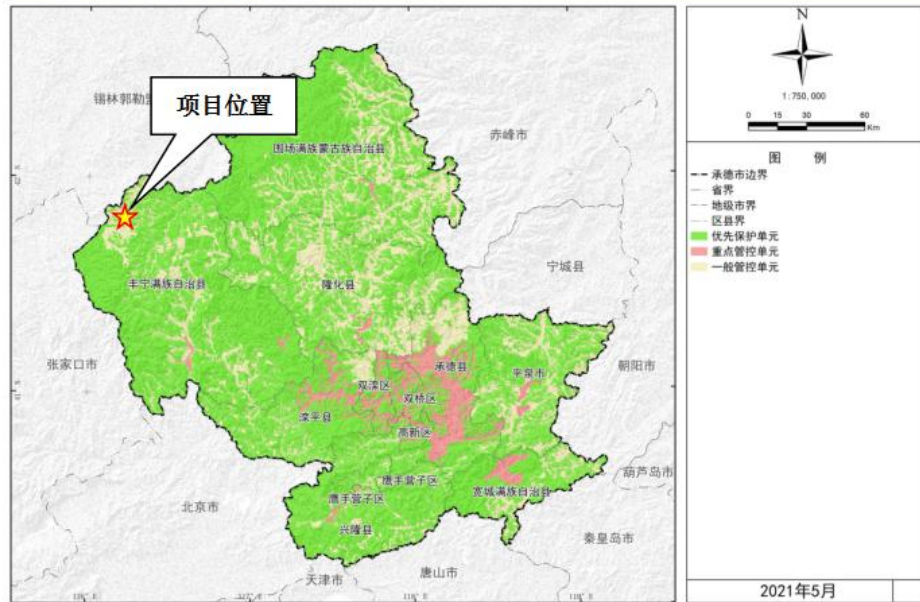 项目位置
锡林郭勒盟
赤峰市
围场满族蒙古族自治县
丰宁满族自治县
隆化县
宁城县
张家口市
承德县
平泉市
朝阳市
双滦区
双桥区
滦平县
高新区
葫芦岛市
鹰手营子区
宽城满族自治县
鹰手营子区
北京市
兴隆县
秦皇岛市
唐山市
天津市
N
1:750,000
0 15 30 60
Km
图 例
承德市边界
省界
地级市界
区县界
优先保护单元
重点管控单元
一般管控单元
2021年5月